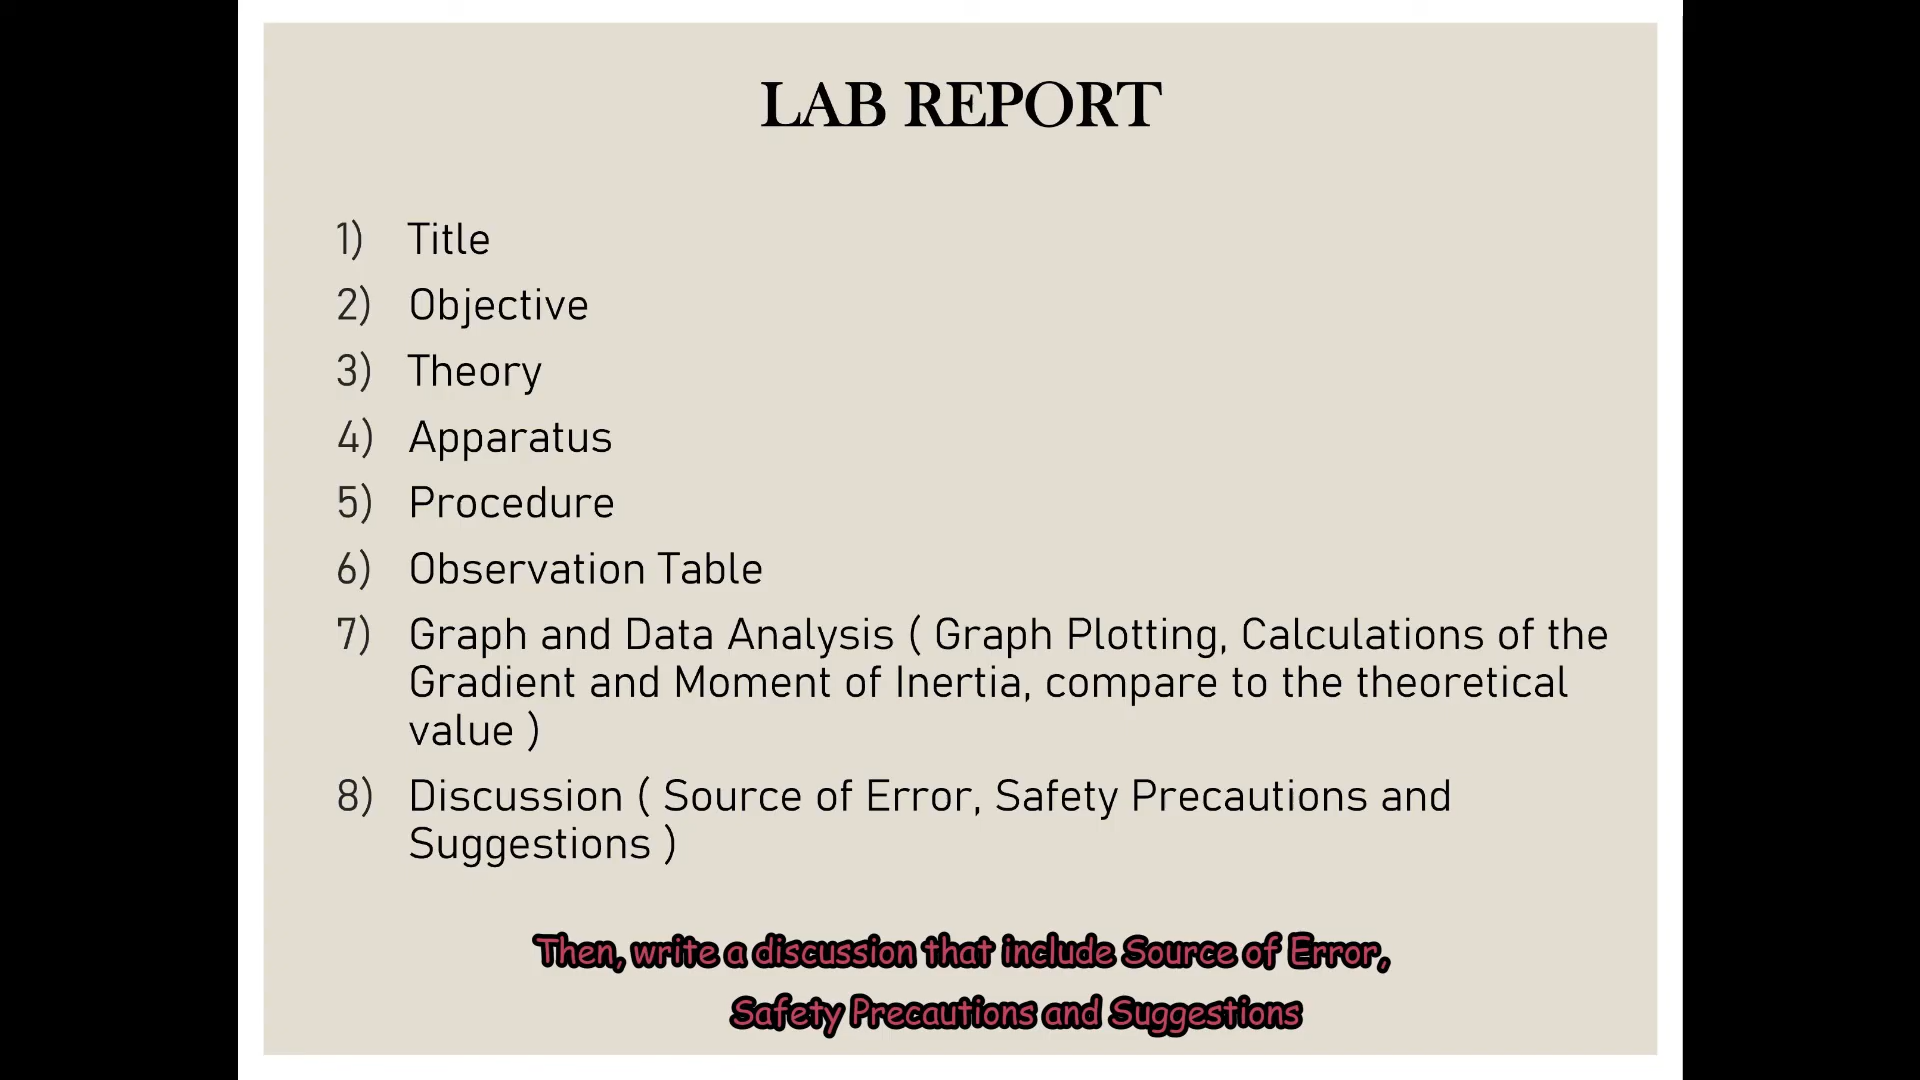 LAB REPORT
1) Title
2) Objective
3) Theory
4) Apparatus
5) Procedure
6) Observation Table
7) Graph and Data Analysis ( Graph Plotting, Calculations of the
Gradient and Moment of Inertia, compare to the theoretical
value )
8) Discussion ( Source of Error, Safety Precautions and
Suggestions )
Then, write a discussion that include Source of Error,
Safety Precautions and Suggestions